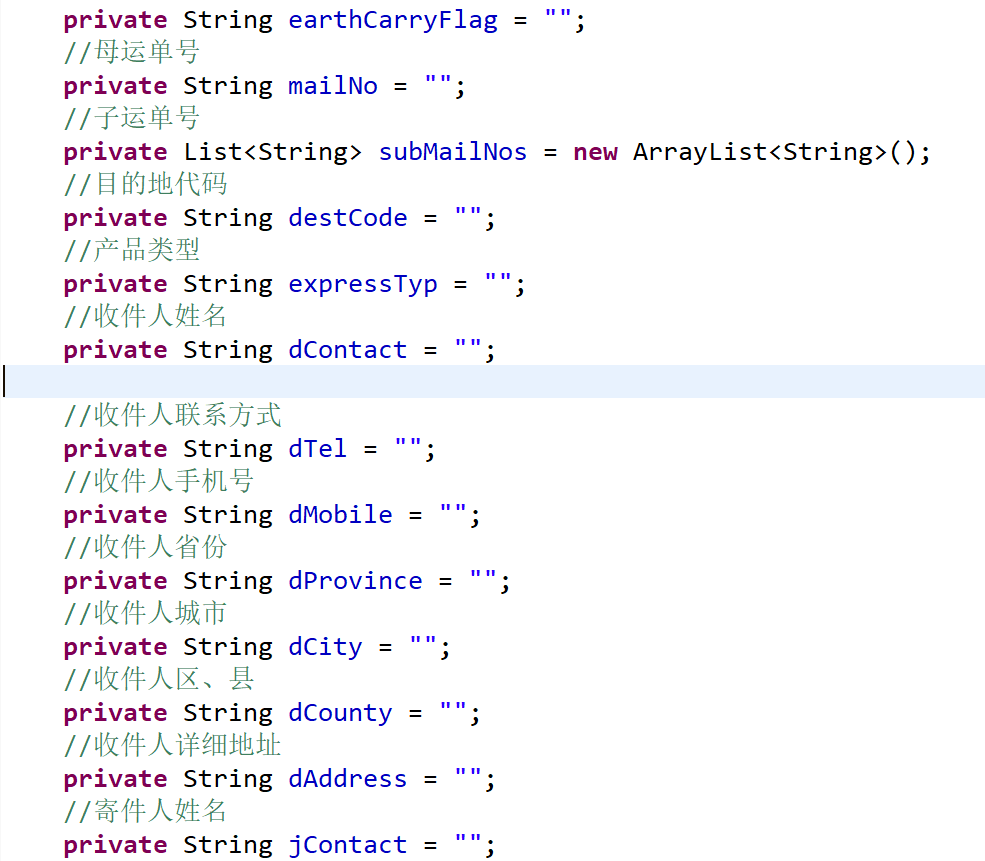 private String earthCarryFlag = "";
//母运单号
private String mailNo = "";
//子运单号
private List<String> subMailNos = new ArrayList<String>();
//目的地代码
private String destCode = "";
//产品类型
private String expressTyp = "";
//收件人姓名
private String dContact = "";
//收件人联系方式
private String dTel = "";
//收件人手机号
private String dMobile = "";
//收件人省份
private String dProvince = "";
//收件人城市
private String dCity = "";
//收件人区、县
private String dCounty = "";
//收件人详细地址
private String dAddress = "";
//寄件人姓名
private String jContact = "";